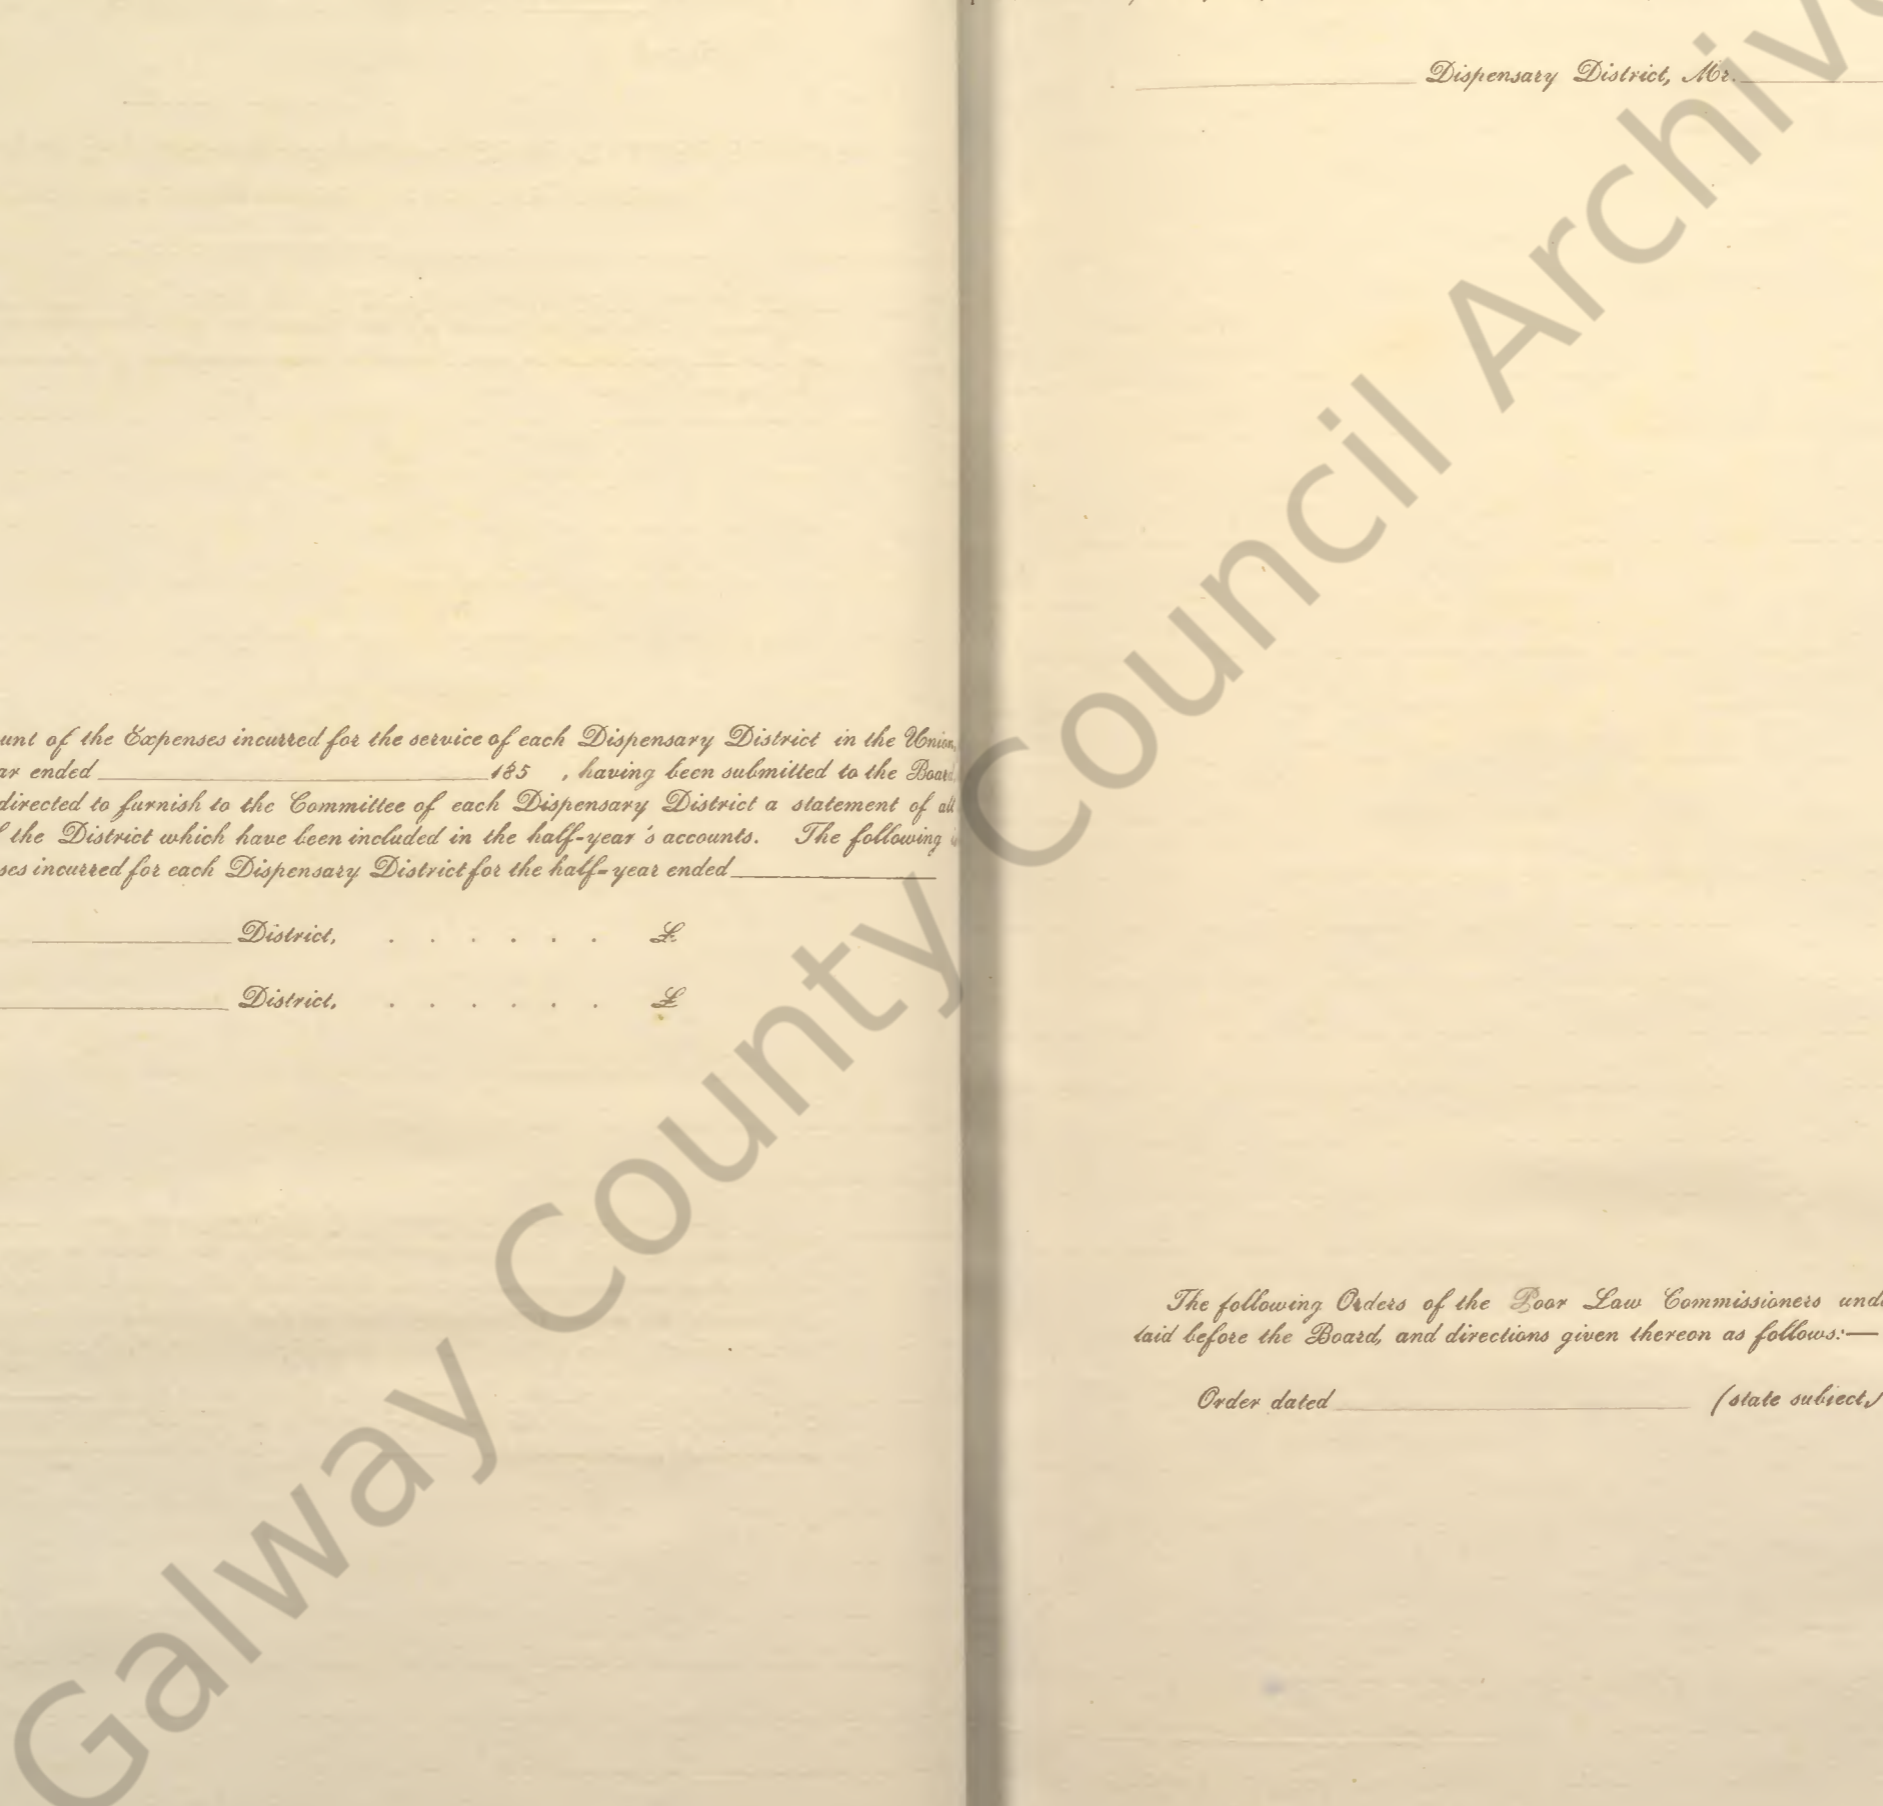 unt of the Expenses incurred for the service of each Dispensary District in the Union,
ar ended 185 , having been submitted to the Board
directed to furnish to the Committee of each Dispensary District a statement of all
the District which have been included in the half-year's accounts. The following
ses incurred for each Dispensary District for the half-year ended
District, . . . . . . £
District, . . . . . . £
Dispensary District, Mr.
The following Orders of the Poor Law Commissioners und
laid before the Board, and directions given thereon as follows:—
Order dated (state subject,)
Galway County Council Archive